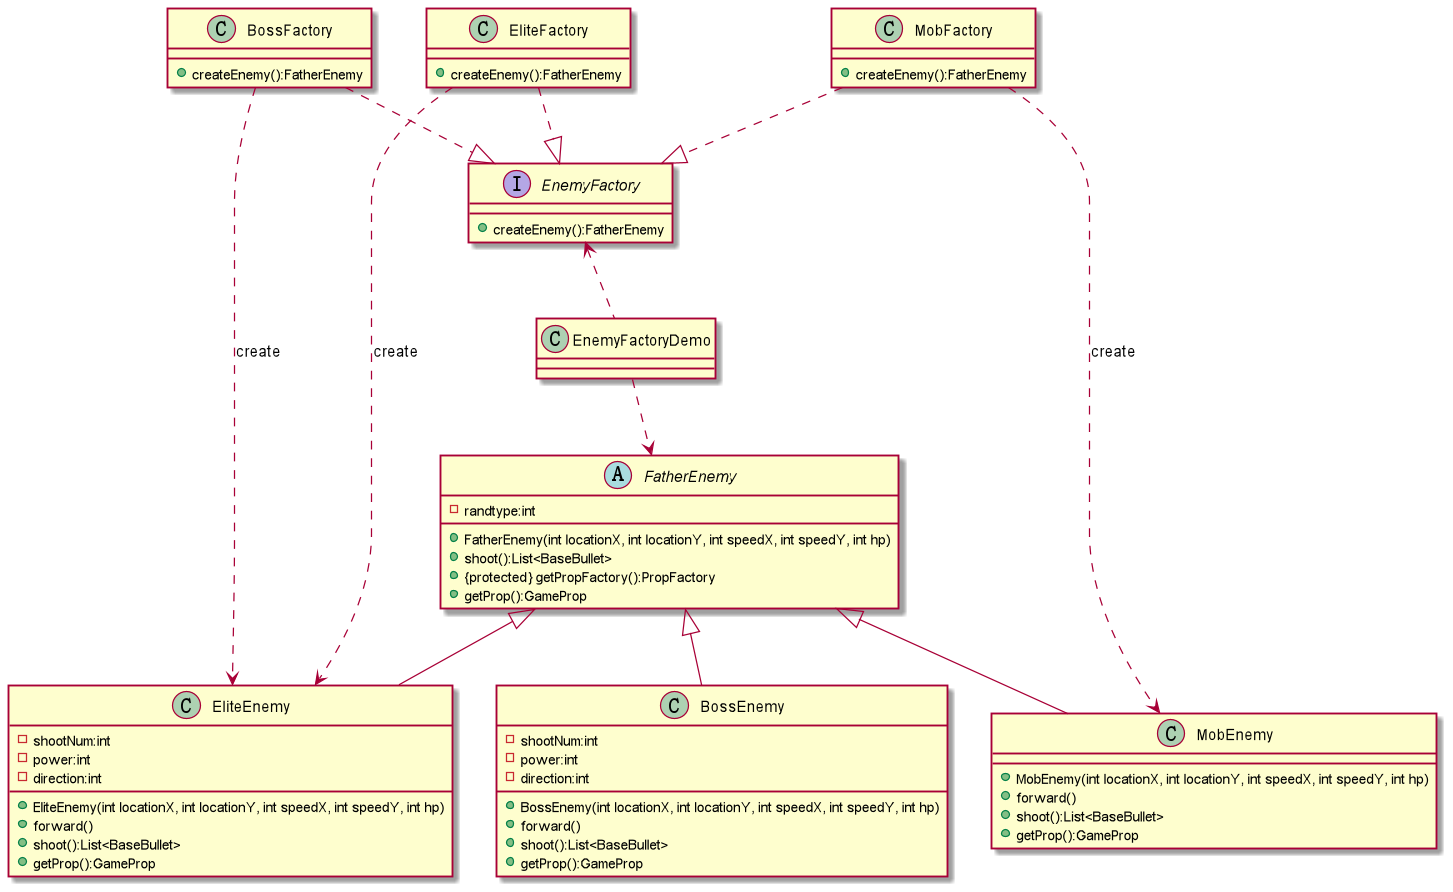 C BossFactory
createEnemy():FatherEnemy
C EliteFactory
createEnemy():FatherEnemy
C MobFactory
createEnemy():FatherEnemy
I EnemyFactory
createEnemy():FatherEnemy
create
create
C EnemyFactoryDemo
create
A FatherEnemy
randtype:int
FatherEnemy(int locationX, int locationY, int speedX, int speedY, int hp)
shoot():List<BaseBullet>
{protected} getPropFactory():PropFactory
getProp():GameProp
C EliteEnemy
shootNum:int
power:int
direction:int
EliteEnemy(int locationX, int locationY, int speedX, int speedY, int hp)
forward()
shoot():List<BaseBullet>
getProp():GameProp
C BossEnemy
shootNum:int
power:int
direction:int
BossEnemy(int locationX, int locationY, int speedX, int speedY, int hp)
forward()
shoot():List<BaseBullet>
getProp():GameProp
C MobEnemy
MobEnemy(int locationX, int locationY, int speedX, int speedY, int hp)
forward()
shoot():List<BaseBullet>
getProp():GameProp